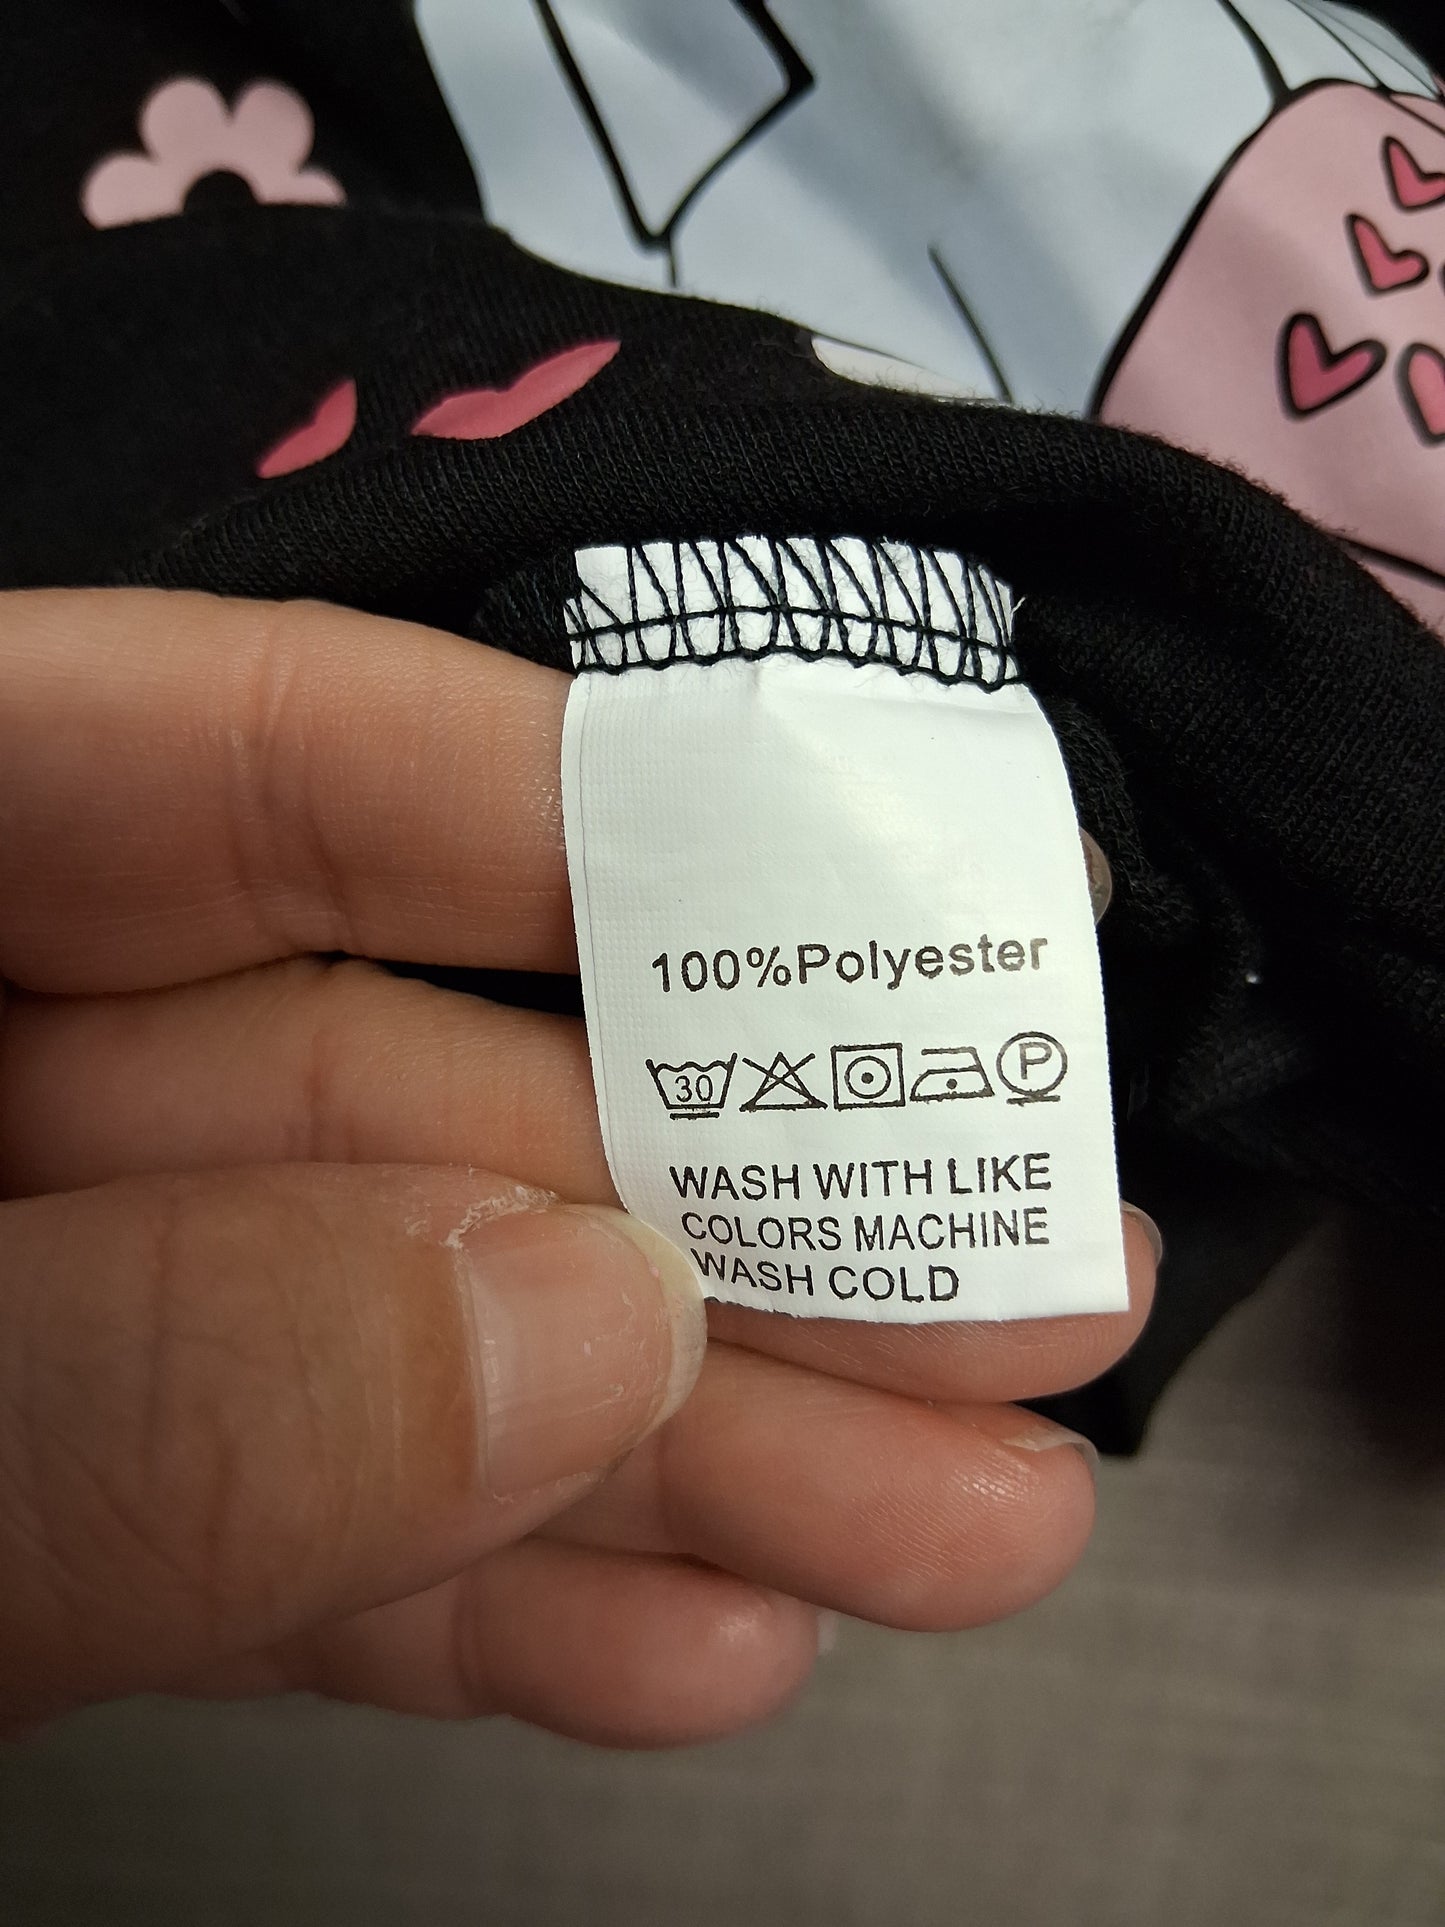 100%Polyester
30 P
WASH WITH LIKE
COLORS MACHINE
WASH COLD